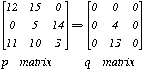 [12 15 0] [0 0 0]
[0 5 14] = [0 4 0]
[11 10 3] [0 13 0]
p matrix q matrix